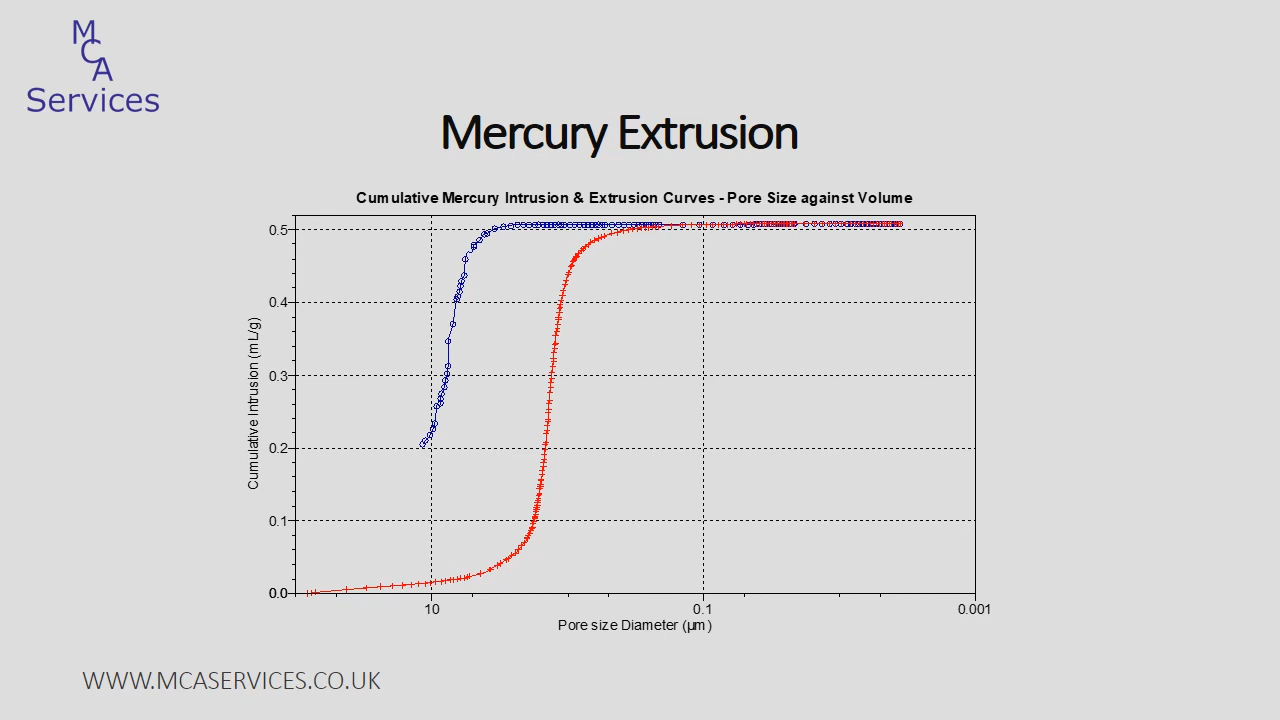 M
C
A
Services
Mercury Extrusion
Cumulative Mercury Intrusion & Extrusion Curves - Pore Size against Volume
Cumulative Intrusion (mL/g)
0.5
0.4
0.3
0.2
0.1
0.0
10
0.1
0.001
Pore size Diameter (µm)
WWW.MCASERVICES.CO.UK